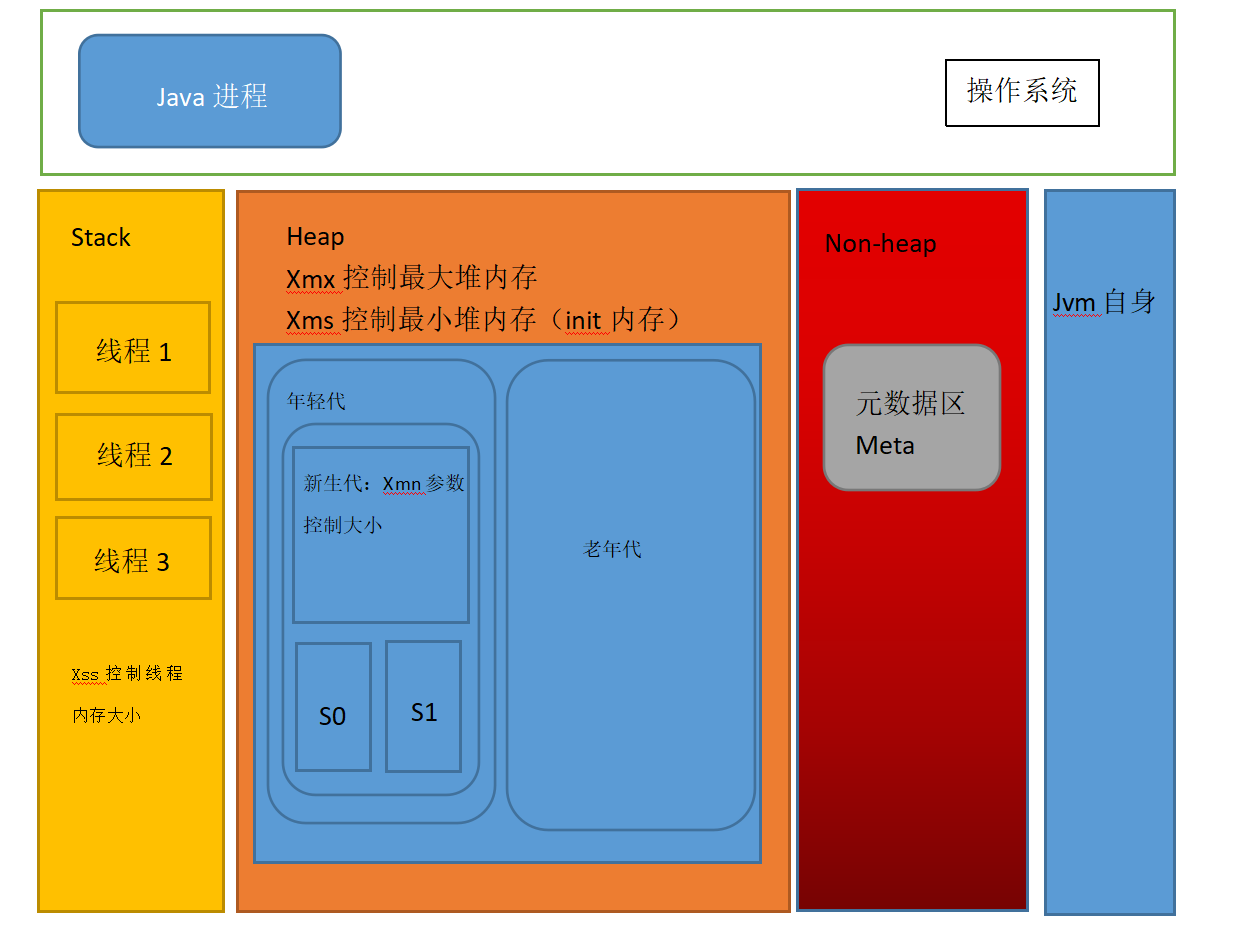 Java 进程
操作系统
Stack
线程 1
线程 2
线程 3
Xss 控制线程
内存大小
Heap
Xmx 控制最大堆内存
Xms 控制最小堆内存（init 内存）
年轻代
新生代：Xmn 参数
控制大小
S0
S1
老年代
Non-heap
元数据区
Meta
Jvm 自身